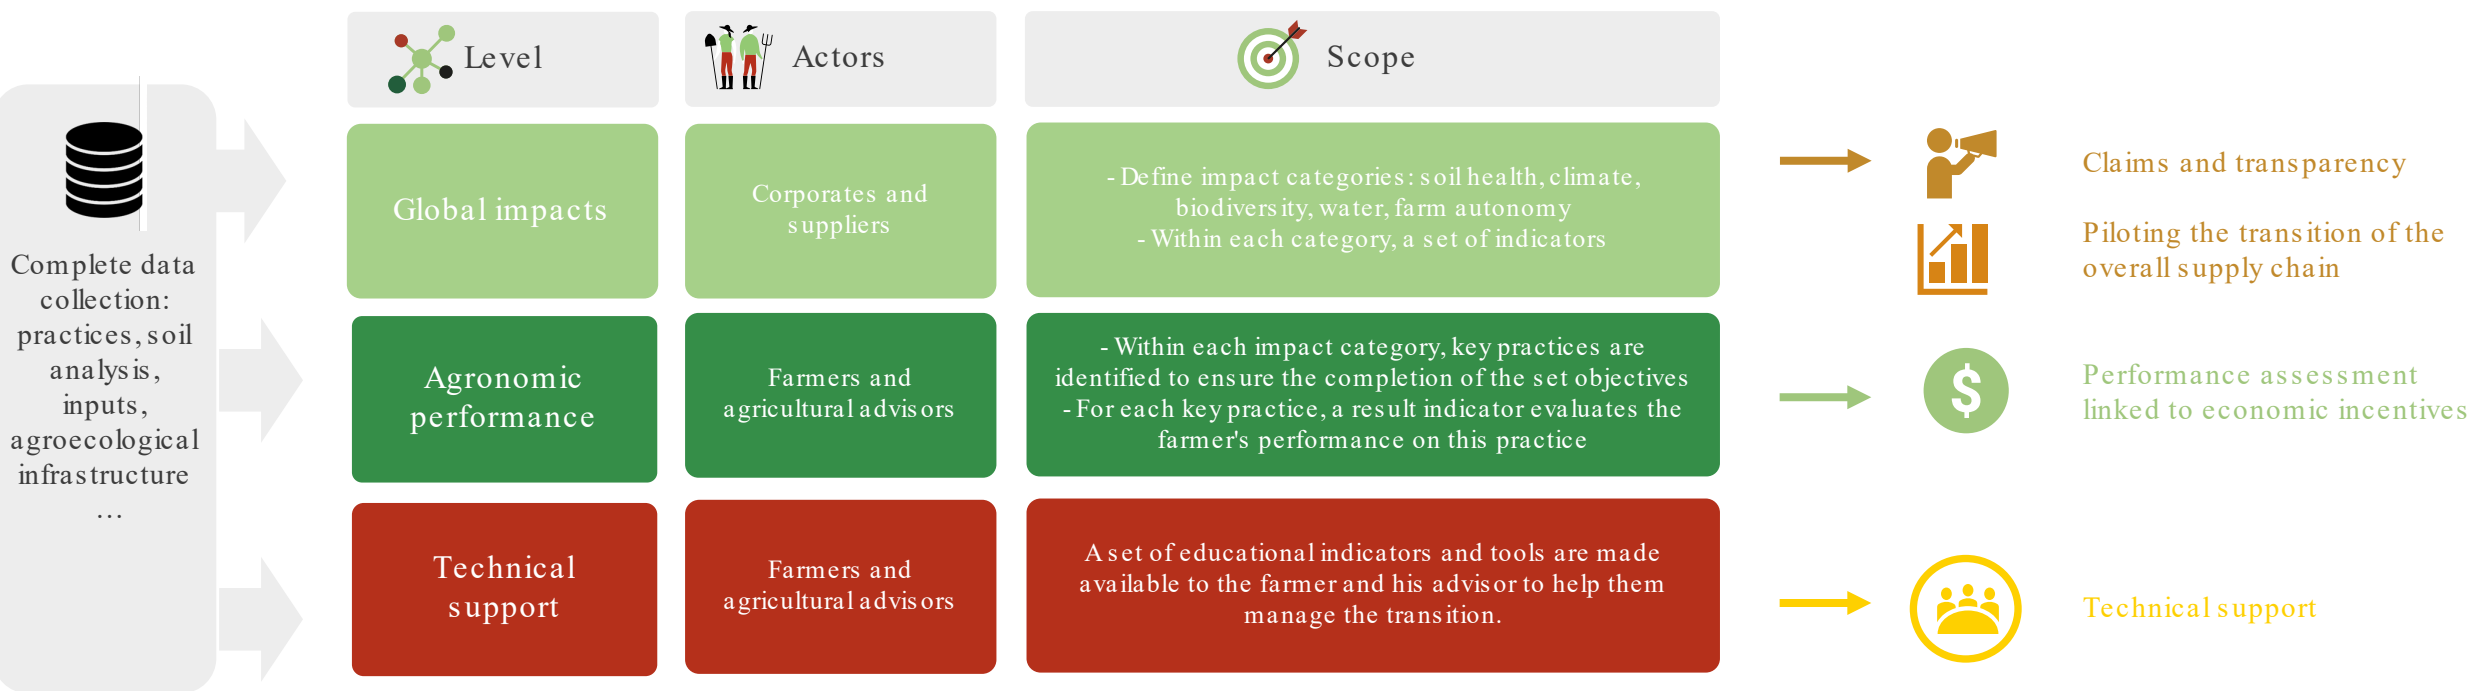 Level
Actors
Scope
Complete data
collection:
practices, soil
analysis,
inputs,
agroecological
infrastructure
...
Global impacts
Corporates and
suppliers
- Define impact categories: soil health, climate,
biodiversity, water, farm autonomy
- Within each category, a set of indicators
Claims and transparency
Piloting the transition of the
overall supply chain
Agronomic
performance
Farmers and
agricultural advisors
- Within each impact category, key practices are
identified to ensure the completion of the set objectives
- For each key practice, a result indicator evaluates the
farmer's performance on this practice
$
Performance assessment
linked to economic incentives
Technical
support
Farmers and
agricultural advisors
A set of educational indicators and tools are made
available to the farmer and his advisor to help them
manage the transition.
Technical support